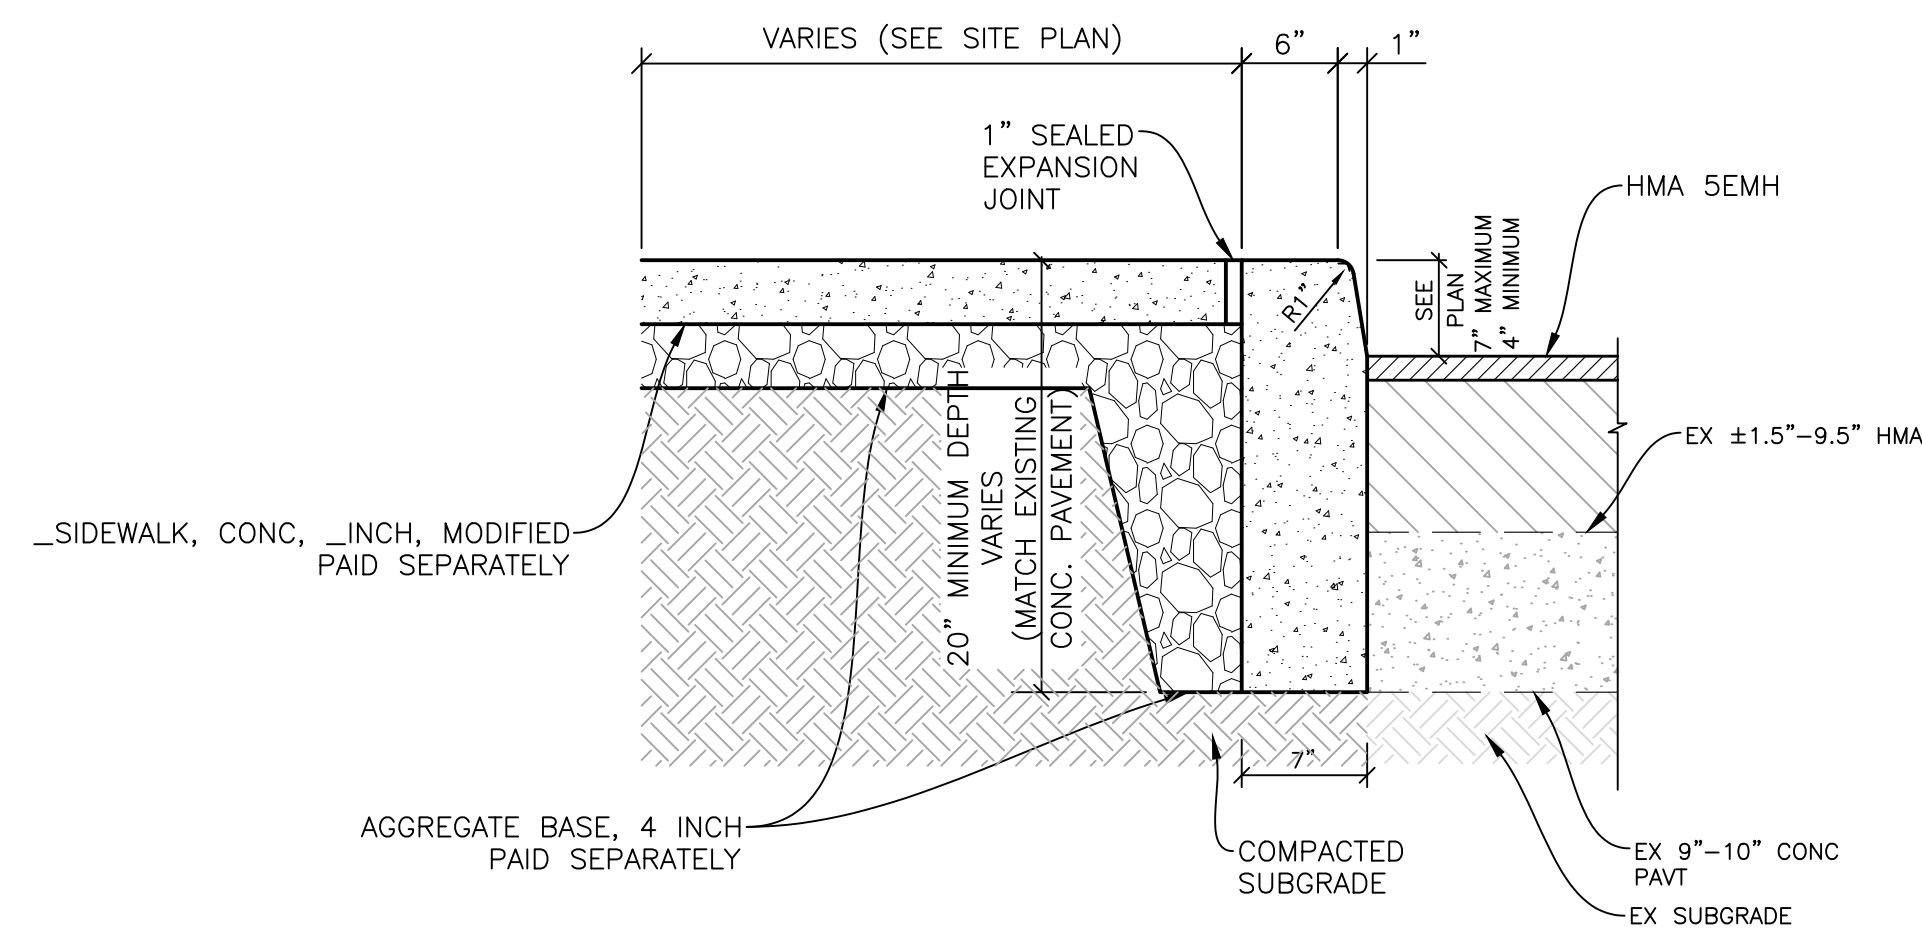 VARIES (SEE SITE PLAN)
6”
1”
1” SEALED
EXPANSION
JOINT
HMA 5EMH
SEE
PLAN
7” MAXIMUM
4” MINIMUM
R1”
EX ±1.5”-9.5” HMA
20” MINIMUM DEPTH
VARIES
(MATCH EXISTING
CONC. PAVEMENT)
_SIDEWALK, CONC, _INCH, MODIFIED
PAID SEPARATELY
7”
AGGREGATE BASE, 4 INCH
PAID SEPARATELY
COMPACTED
SUBGRADE
EX 9”-10” CONC
PAVT
EX SUBGRADE